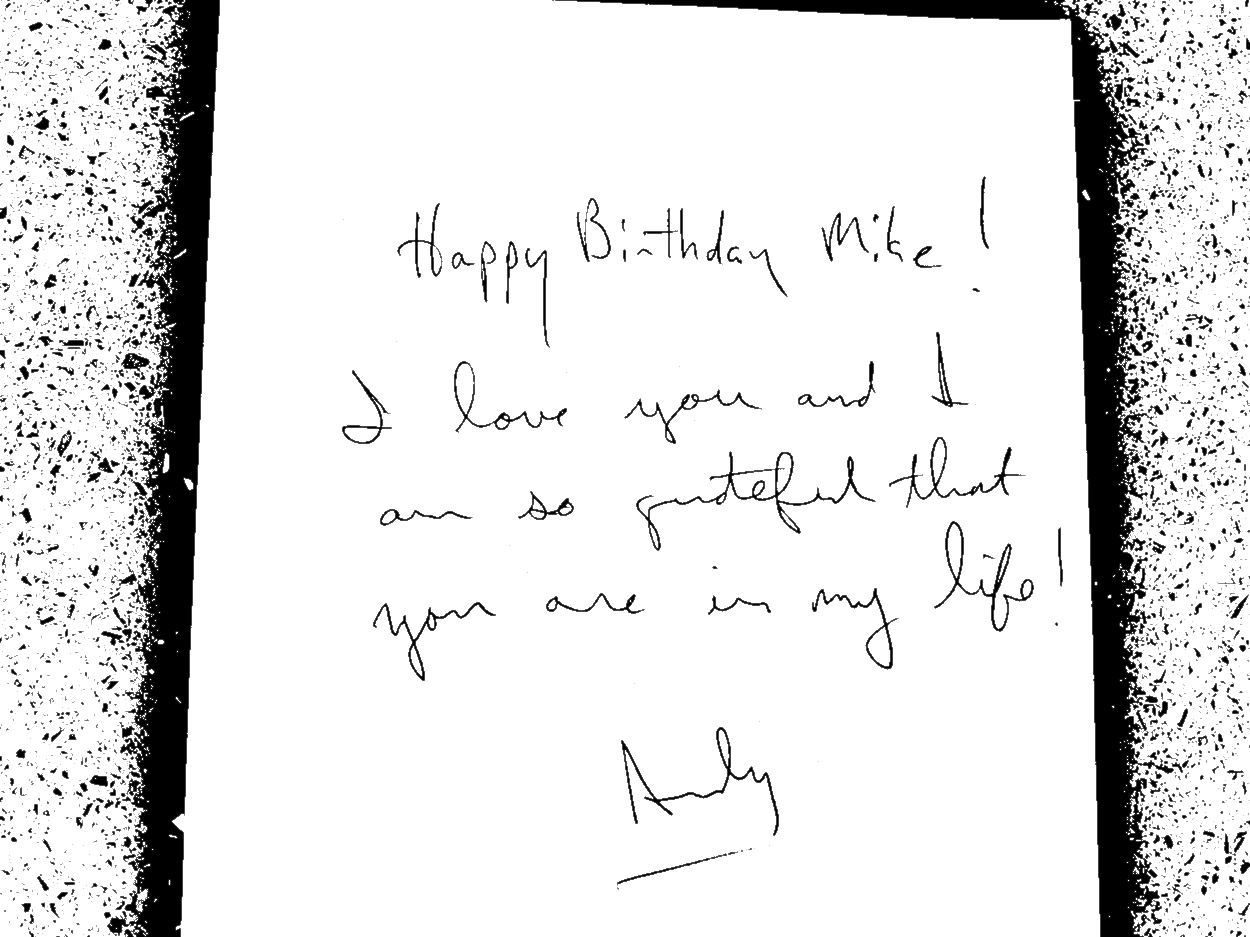 Happy Birthday Mike!
I love you and I
am so grateful that
you are in my life!
Andy